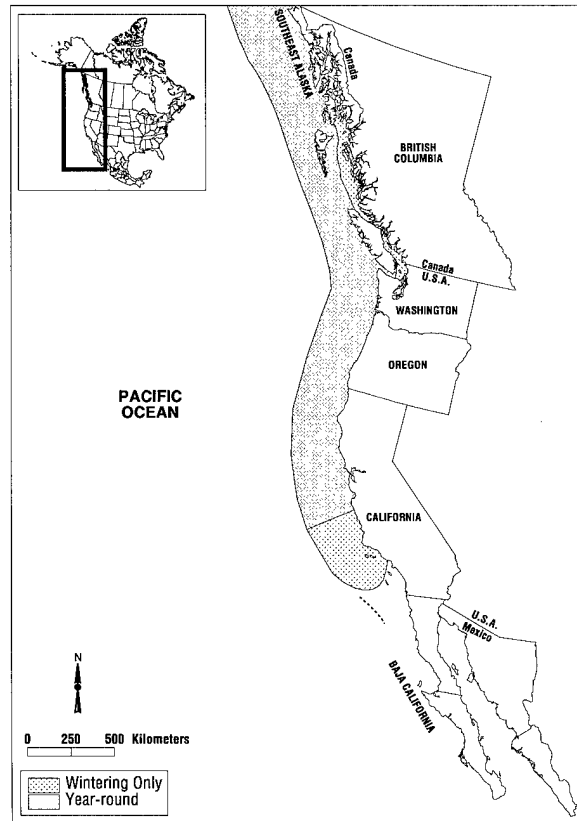 SOUTHEAST ALASKA
Canada
BRITISH
COLUMBIA
Canada
U.S.A.
WASHINGTON
OREGON
PACIFIC
OCEAN
CALIFORNIA
U.S.A.
Mexico
BAJA CALIFORNIA
N
0 250 500 Kilometers
Wintering Only
Year-round